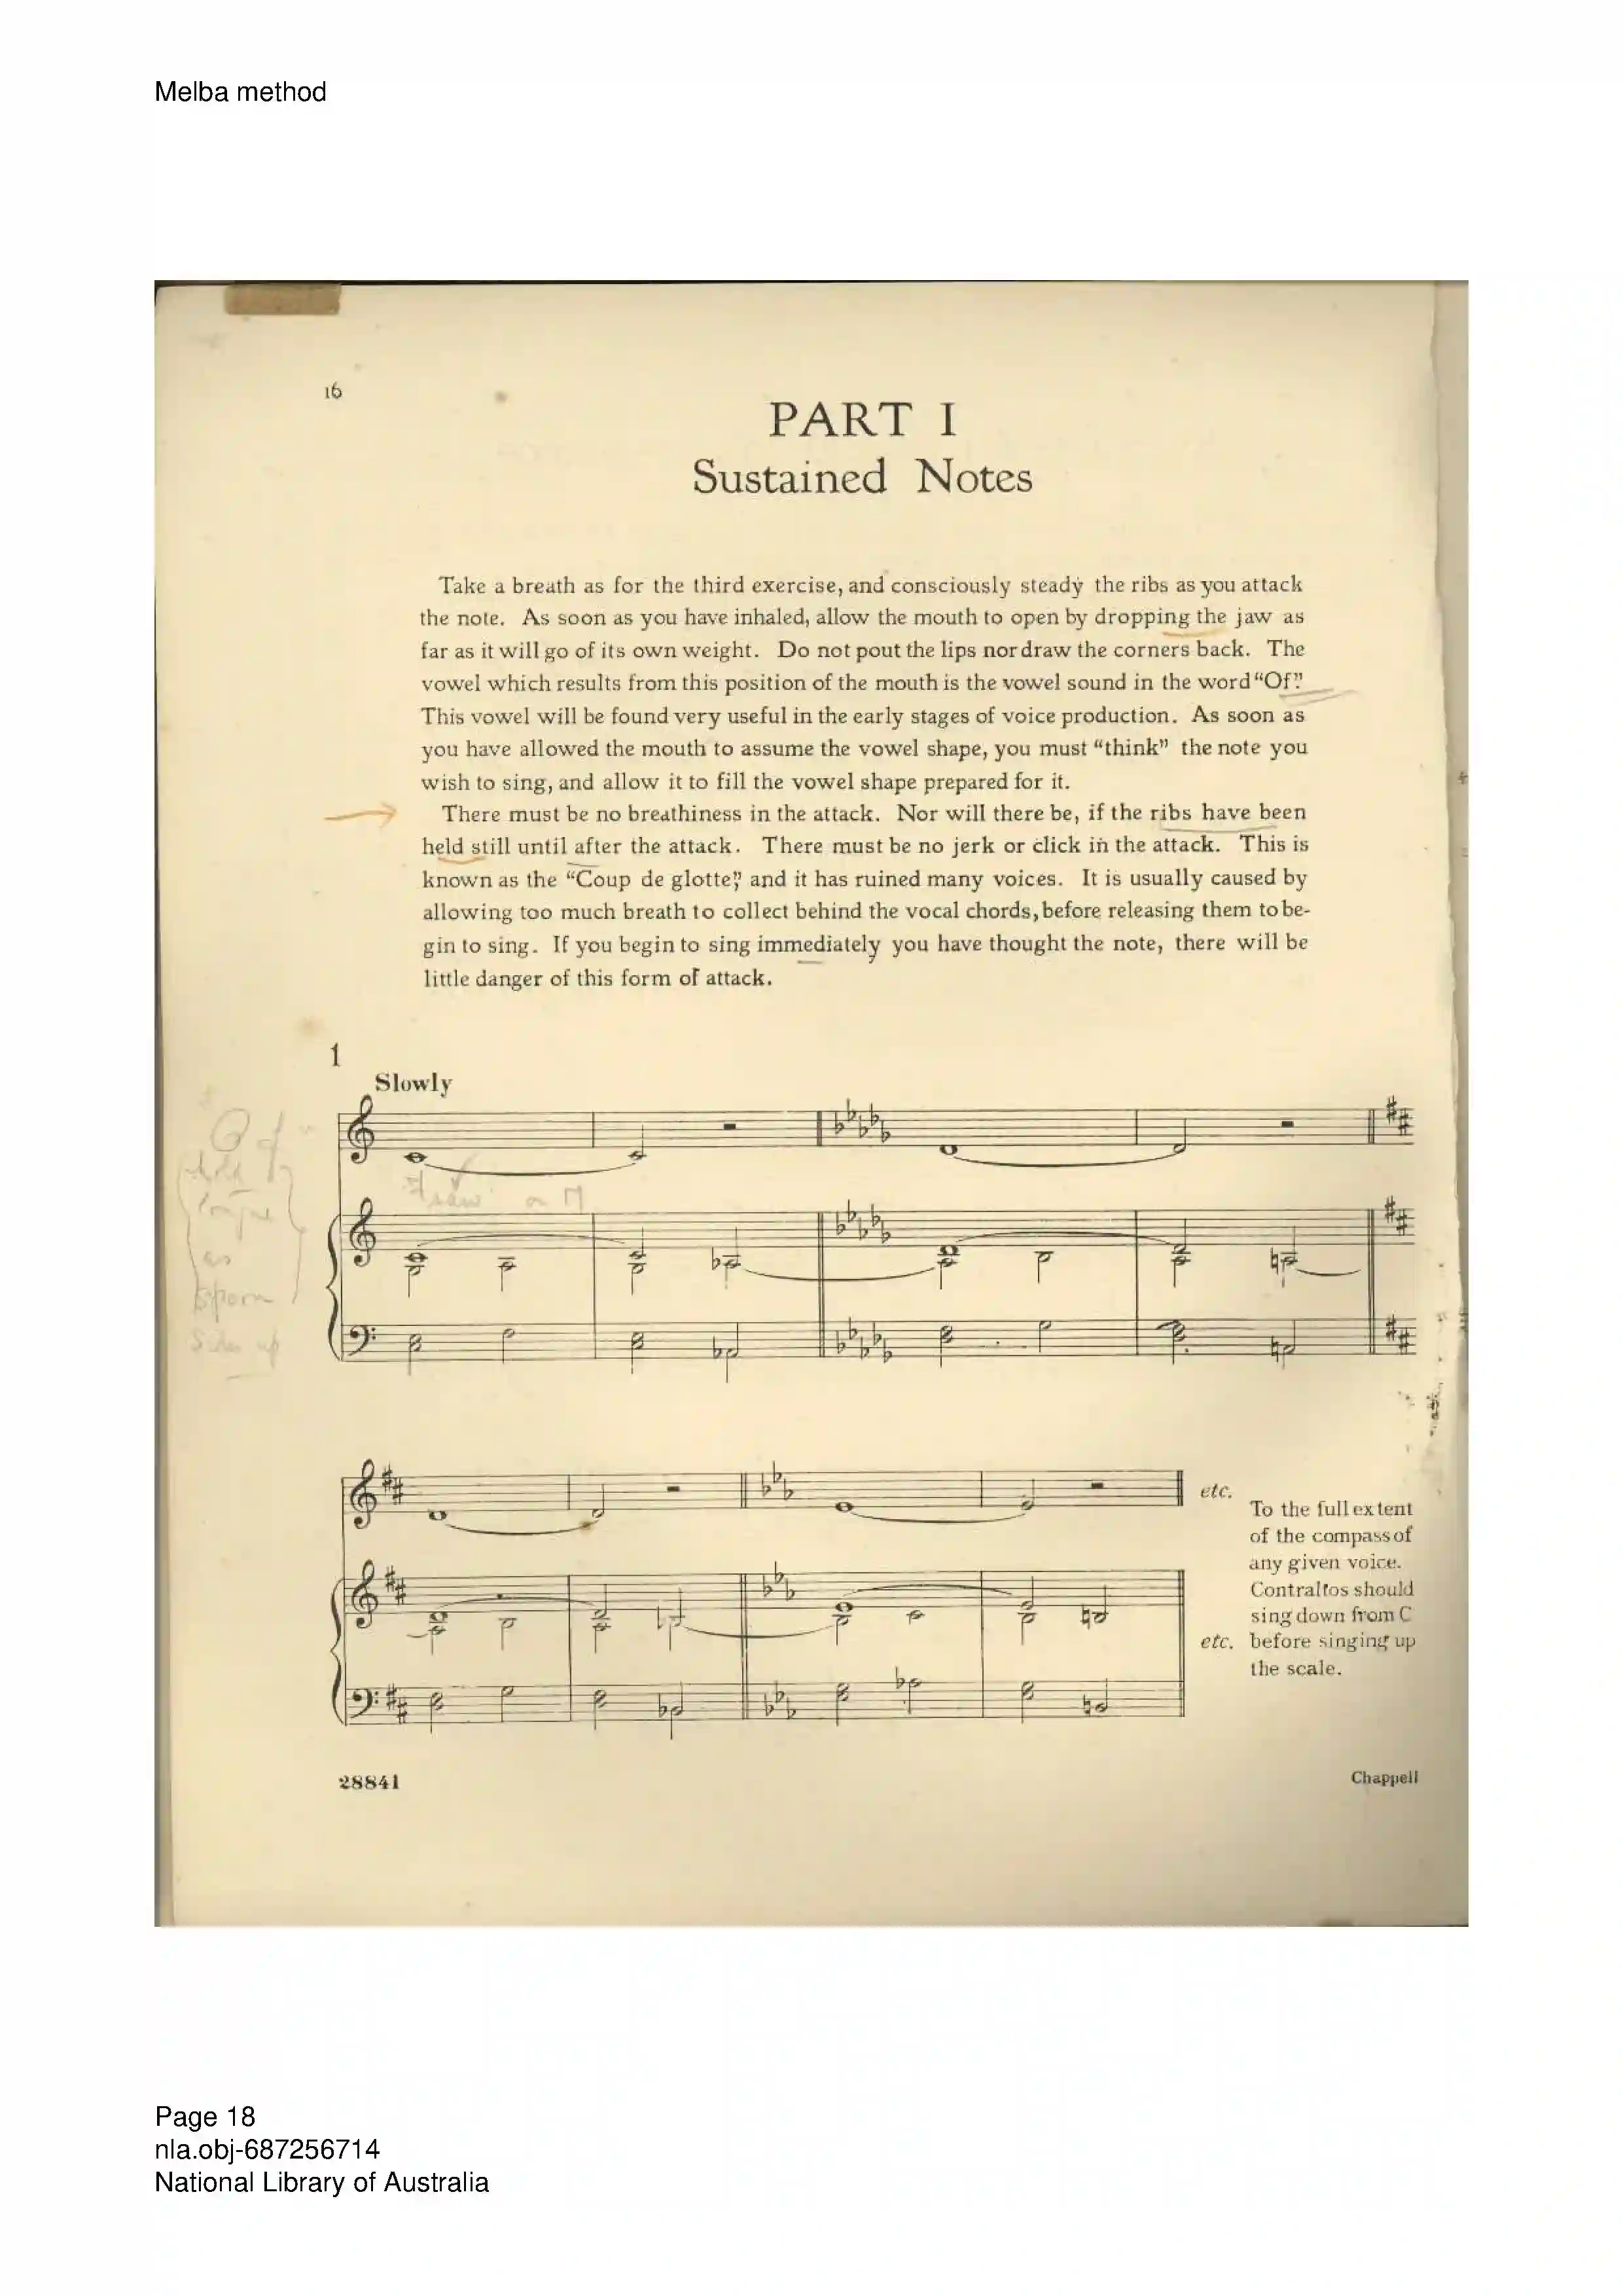 Melba method
16
PART I
Sustained Notes
Take a breath as for the third exercise, and consciously steady the ribs as you attack
the note. As soon as you have inhaled, allow the mouth to open by dropping the jaw as
far as it will go of its own weight. Do not pout the lips nor draw the corners back. The
vowel which results from this position of the mouth is the vowel sound in the word "Of."
This vowel will be found very useful in the early stages of voice production. As soon as
you have allowed the mouth to assume the vowel shape, you must "think" the note you
wish to sing, and allow it to fill the vowel shape prepared for it.
There must be no breathiness in the attack. Nor will there be, if the ribs have been
held still until after the attack. There must be no jerk or click in the attack. This is
known as the "Coup de glotte," and it has ruined many voices. It is usually caused by
allowing too much breath to collect behind the vocal chords, before releasing them to be-
gin to sing. If you begin to sing immediately you have thought the note, there will be
little danger of this form of attack.
1
Slowly
"Of"
tongue
as
spoon
sides up
on M
etc.
To the full extent
of the compass of
any given voice.
Contraltos should
sing down from C
etc. before singing up
the scale.
28841
Chappell
Page 18
nla.obj-687256714
National Library of Australia